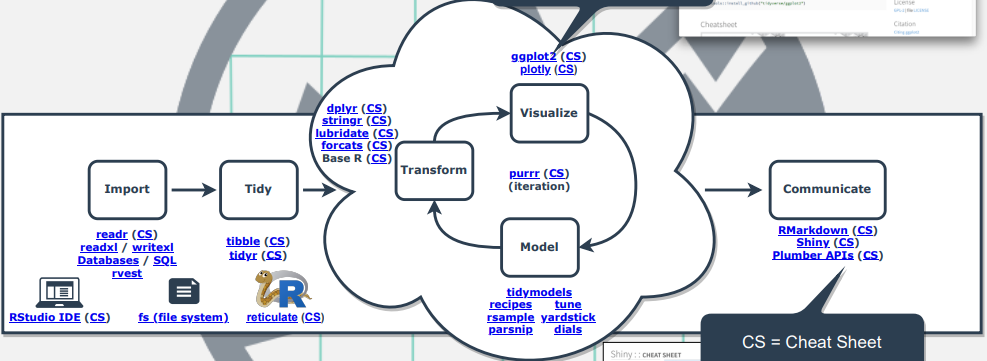 License
Cheatsheet
Citation
ggplot2 (CS)
plotly (CS)
Visualize
dplyr (CS)
stringr (CS)
lubridate (CS)
forcats (CS)
Base R (CS)
Transform
purrr (CS)
(iteration)
Import
Tidy
Communicate
readr (CS)
readxl / writexl
Databases / SQL
rvest
tibble (CS)
tidyr (CS)
Model
RMarkdown (CS)
Shiny (CS)
Plumber APIs (CS)
tidymodels
recipes tune
rsample yardstick
parsnip dials
R
RStudio IDE (CS)
fs (file system)
reticulate (CS)
CS = Cheat Sheet
Shiny :: CHEAT SHEET